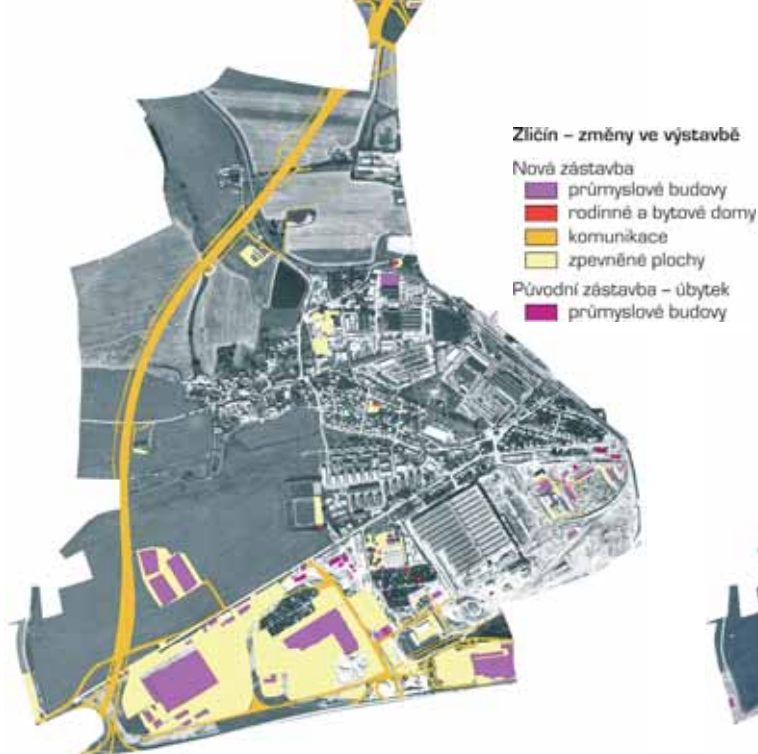 Zličín – změny ve výstavbě
Nová zástavba
průmyslové budovy
rodinné a bytové domy
komunikace
zpevněné plochy
Původní zástavba – úbytek
průmyslové budovy